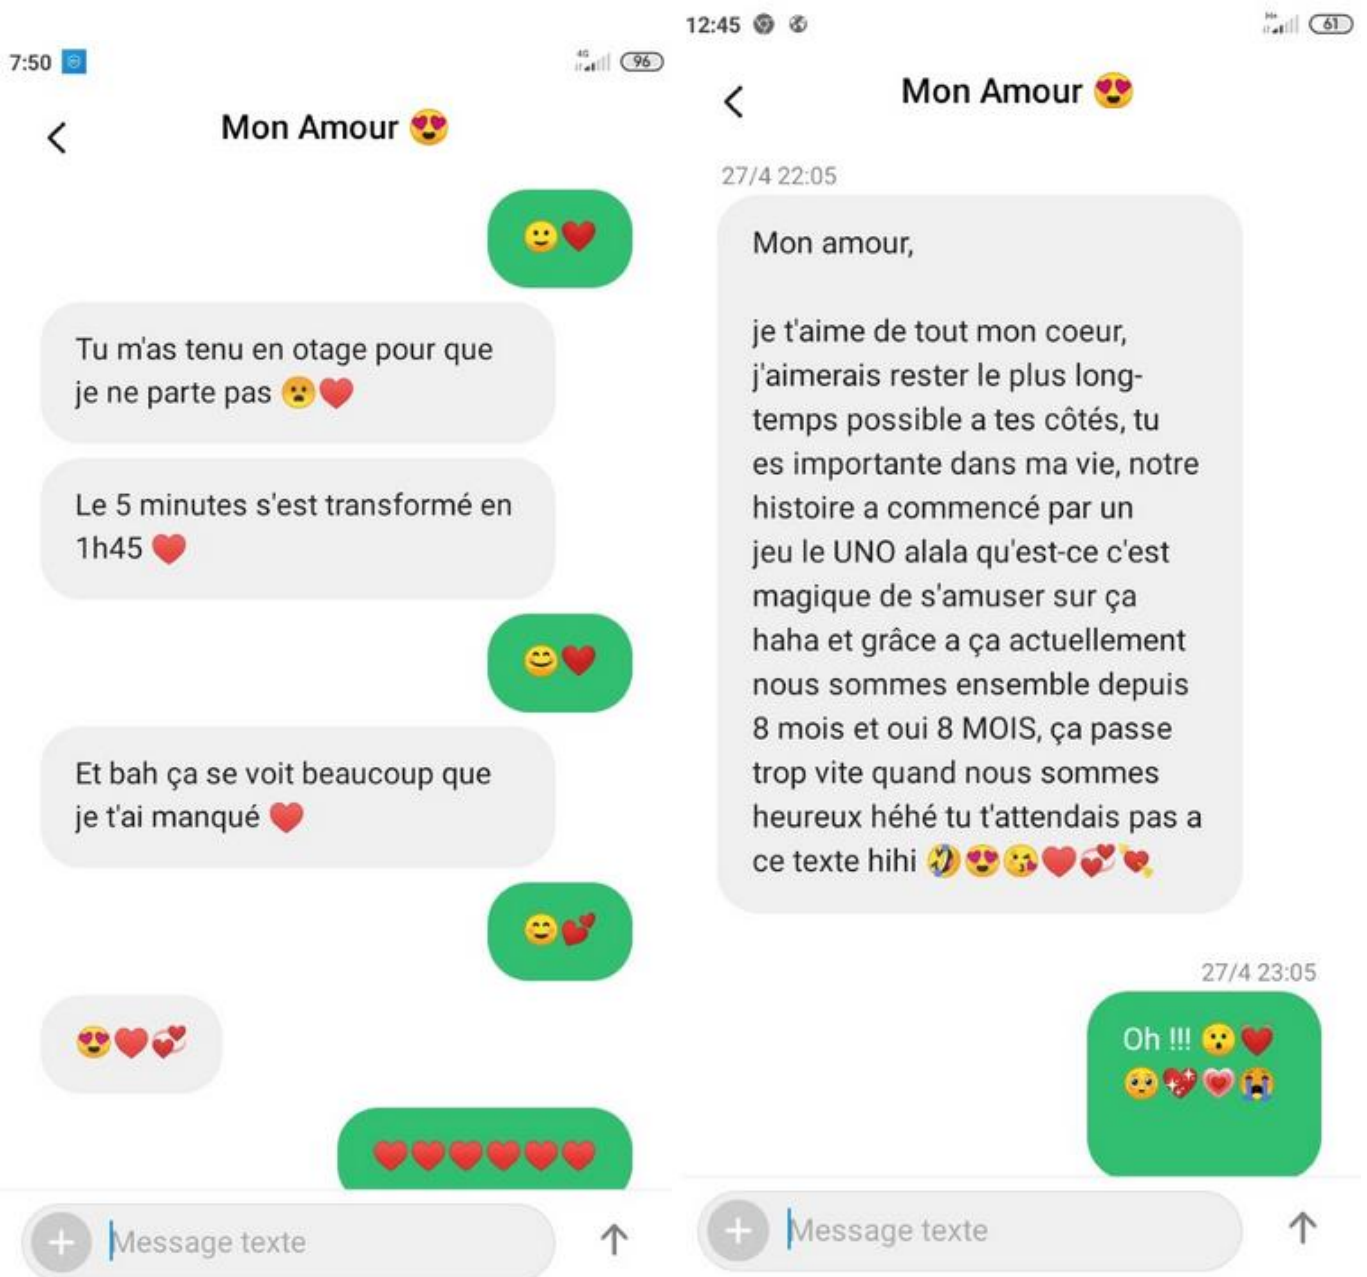 7:50
4G
96
Mon Amour 😍
🙂❤️
Tu m'as tenu en otage pour que
je ne parte pas 😮♥️
Le 5 minutes s'est transformé en
1h45 ♥️
😊❤️
Et bah ça se voit beaucoup que
je t'ai manqué ♥️
😊💕
😍♥️💞
♥️♥️♥️♥️♥️♥️
Message texte
12:45
H+
61
Mon Amour 😍
27/4 22:05
Mon amour,
je t'aime de tout mon coeur,
j'aimerais rester le plus long-
temps possible a tes côtés, tu
es importante dans ma vie, notre
histoire a commencé par un
jeu le UNO alala qu'est-ce c'est
magique de s'amuser sur ça
haha et grâce a ça actuellement
nous sommes ensemble depuis
8 mois et oui 8 MOIS, ça passe
trop vite quand nous sommes
heureux héhé tu t'attendais pas a
ce texte hihi 🤣😍😘♥️💞💘
27/4 23:05
Oh !!! 😯❤️
🥺💖💗😭
Message texte